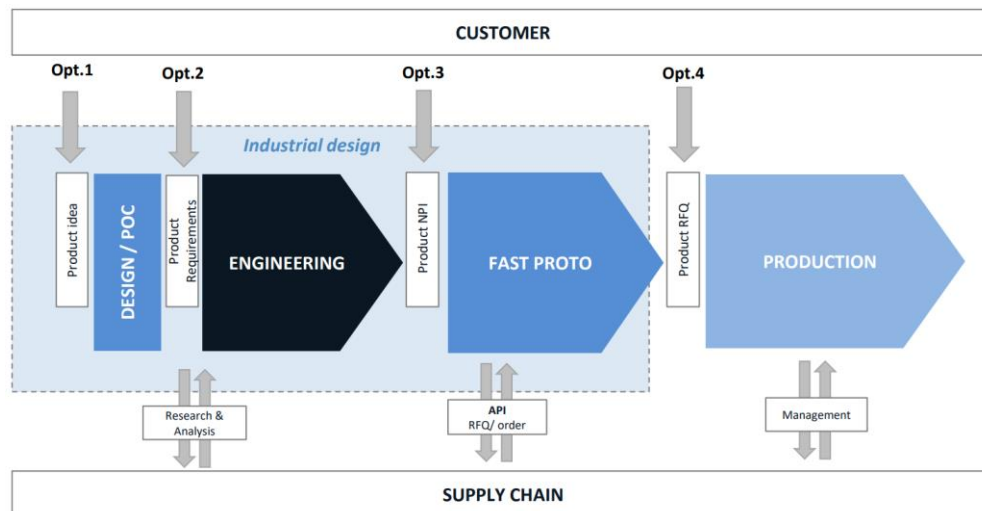 CUSTOMER
Opt.1
Opt.2
Opt.3
Opt.4
Industrial design
Product idea
DESIGN / POC
Product
Requirements
ENGINEERING
Product NPI
FAST PROTO
Product RFQ
PRODUCTION
Research &
Analysis
API
RFQ/ order
Management
SUPPLY CHAIN